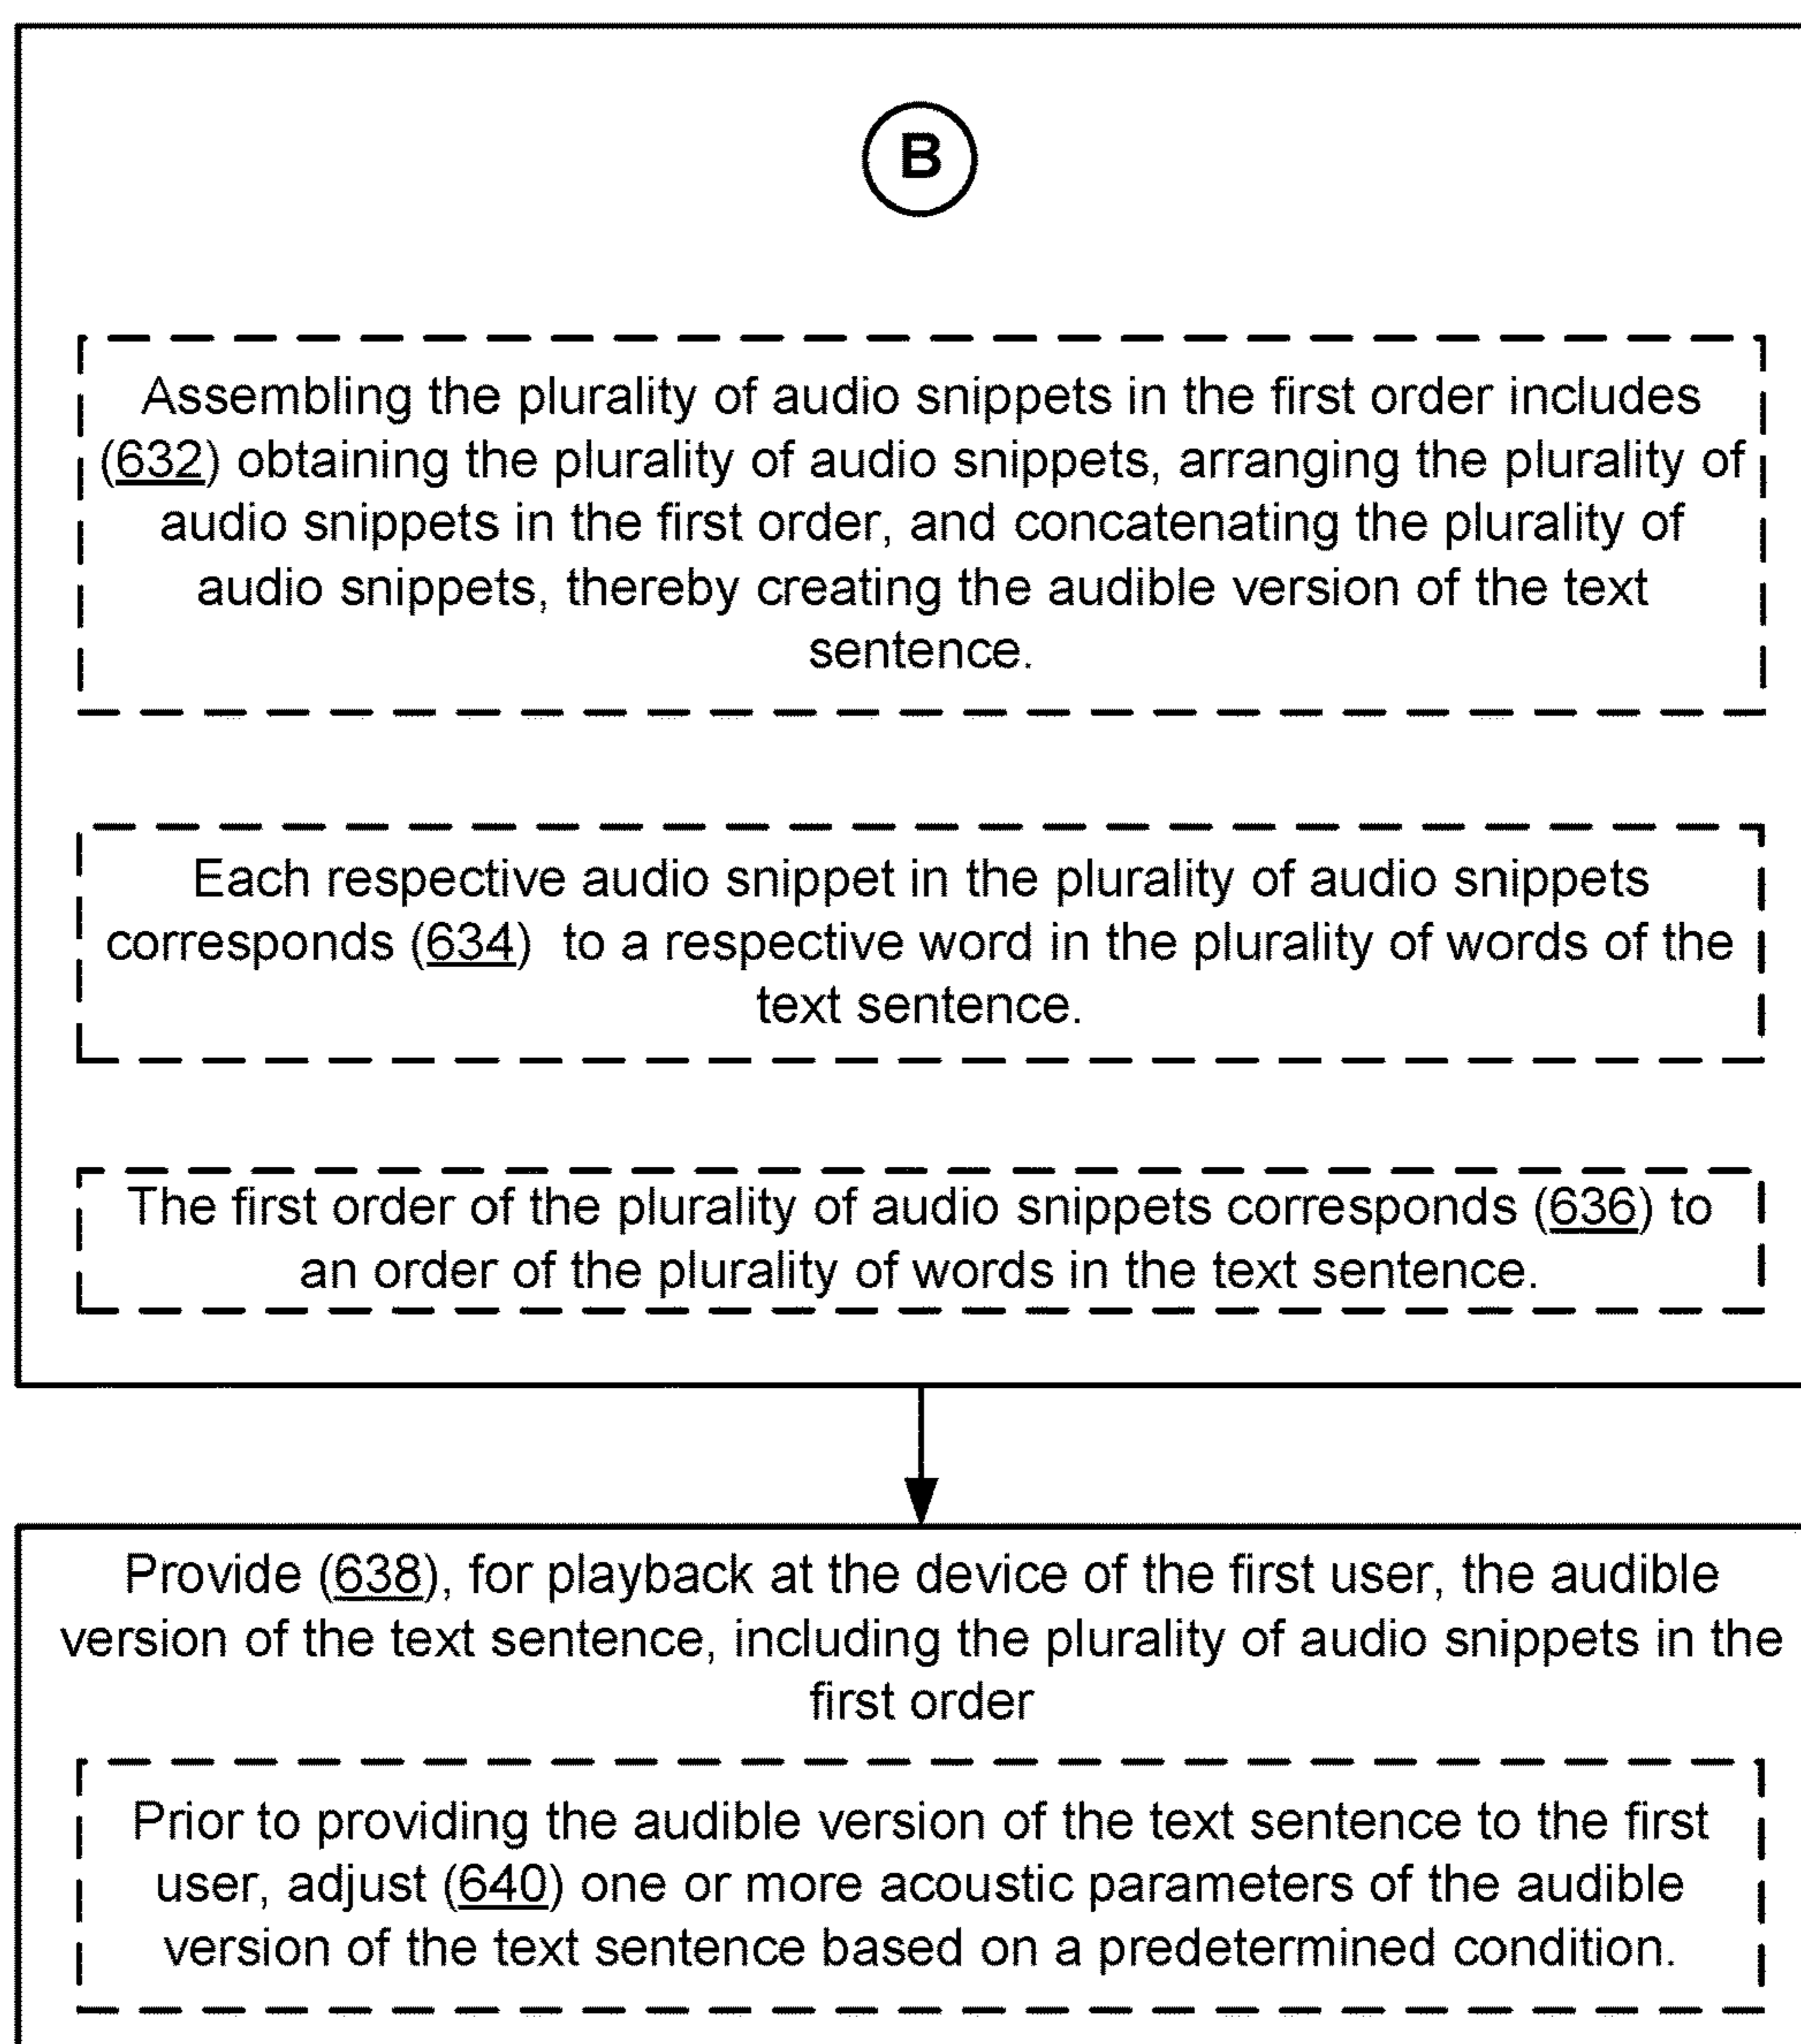 B
Assembling the plurality of audio snippets in the first order includes
(632) obtaining the plurality of audio snippets, arranging the plurality of
audio snippets in the first order, and concatenating the plurality of
audio snippets, thereby creating the audible version of the text
sentence.
Each respective audio snippet in the plurality of audio snippets
corresponds (634) to a respective word in the plurality of words of the
text sentence.
The first order of the plurality of audio snippets corresponds (636) to
an order of the plurality of words in the text sentence.
Provide (638), for playback at the device of the first user, the audible
version of the text sentence, including the plurality of audio snippets in the
first order
Prior to providing the audible version of the text sentence to the first
user, adjust (640) one or more acoustic parameters of the audible
version of the text sentence based on a predetermined condition.